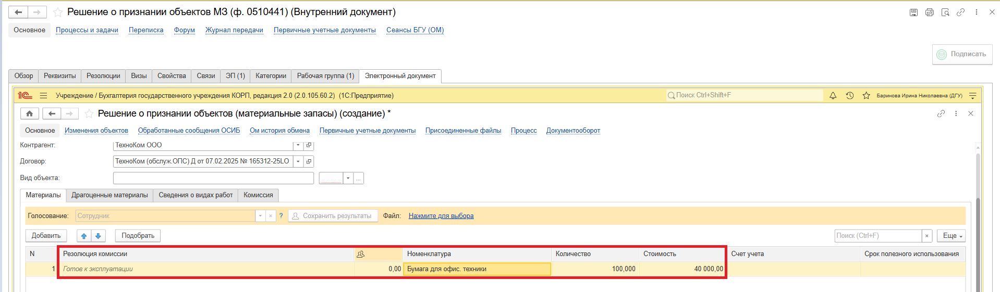 Решение о признании объектов МЗ (ф. 0510441) (Внутренний документ)
Основное Процессы и задачи Переписка Форум Журнал передачи Первичные учетные документы Сеансы БГУ (ОМ)
Подписать
Обзор Реквизиты Резолюции Визы Свойства Связи ЭП (1) Категории Рабочая группа (1) Электронный документ
1С Учреждение / Бухгалтерия государственного учреждения КОРП, редакция 2.0 (2.0.105.60.2) (1С:Предприятие) Поиск Ctrl+Shift+F Баринова Ирина Николаевна (ДГУ)
Решение о признании объектов (материальные запасы) (создание) *
Основное Изменения объектов Обработанные сообщения ОСИБ Ом история обмена Первичные учетные документы Присоединенные файлы Процесс Документооборот
Контрагент: ТехноКом ООО
Договор: ТехноКом (обслуж.ОПС) Д от 07.02.2025 № 165312-25LO
Вид объекта: ...
Материалы Драгоценные материалы Сведения о видах работ Комиссия
Голосование: Сотрудник × ? Сохранить результаты Файл: Нажмите для выбора
Добавить Подобрать Поиск (Ctrl+F) × Еще
N Резолюция комиссии Номенклатура Количество Стоимость Счет учета Срок полезного использования
1 Готов к эксплуатации 0,00 Бумага для офис. техники 100,000 40 000,00